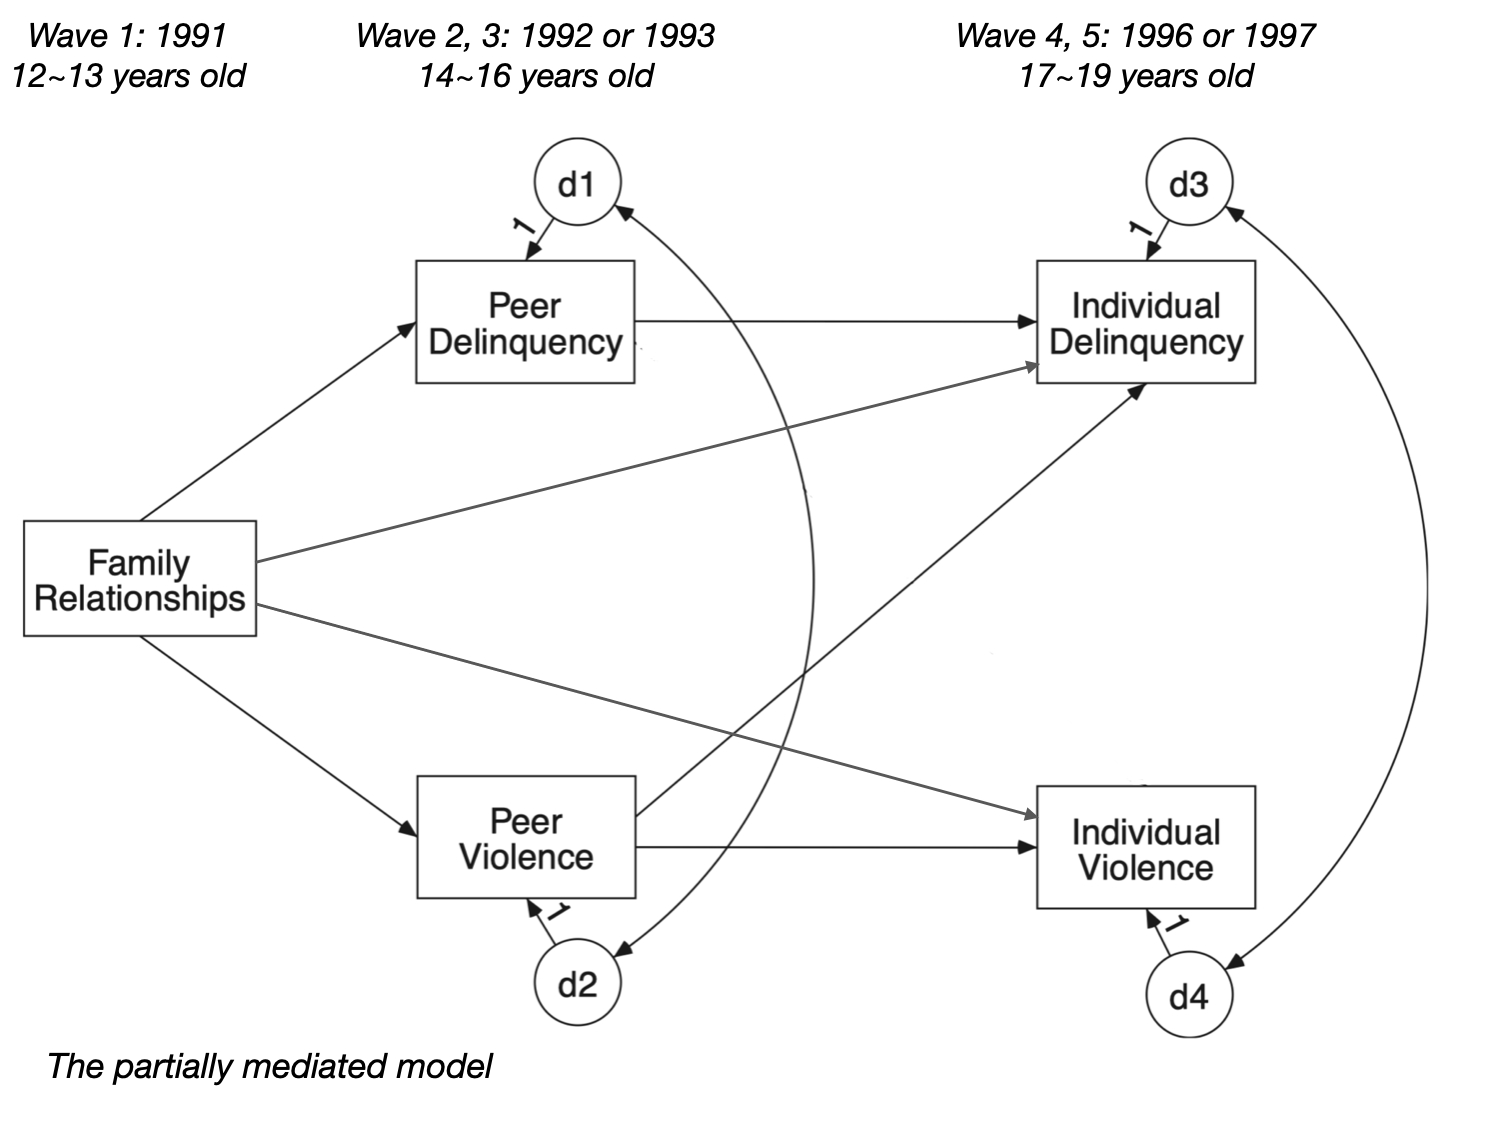 Wave 1: 1991
12~13 years old
Wave 2, 3: 1992 or 1993
14~16 years old
Wave 4, 5: 1996 or 1997
17~19 years old
d1
1
d3
1
Peer
Delinquency
Individual
Delinquency
Family
Relationships
Peer
Violence
Individual
Violence
1
d2
1
d4
The partially mediated model